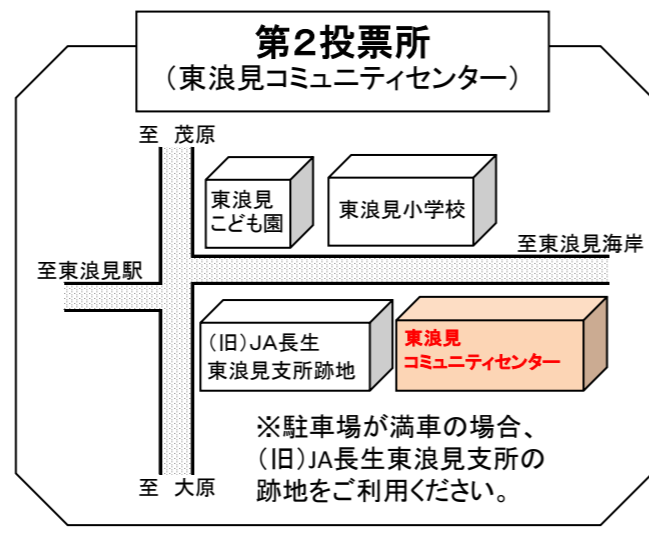 第2投票所
（東浪見コミュニティセンター）
至 茂原
東浪見
こども園
東浪見小学校
至東浪見海岸
至東浪見駅
（旧）JA長生
東浪見支所跡地
東浪見
コミュニティセンター
※駐車場が満車の場合、
（旧）JA長生東浪見支所の
跡地をご利用ください。
至 大原